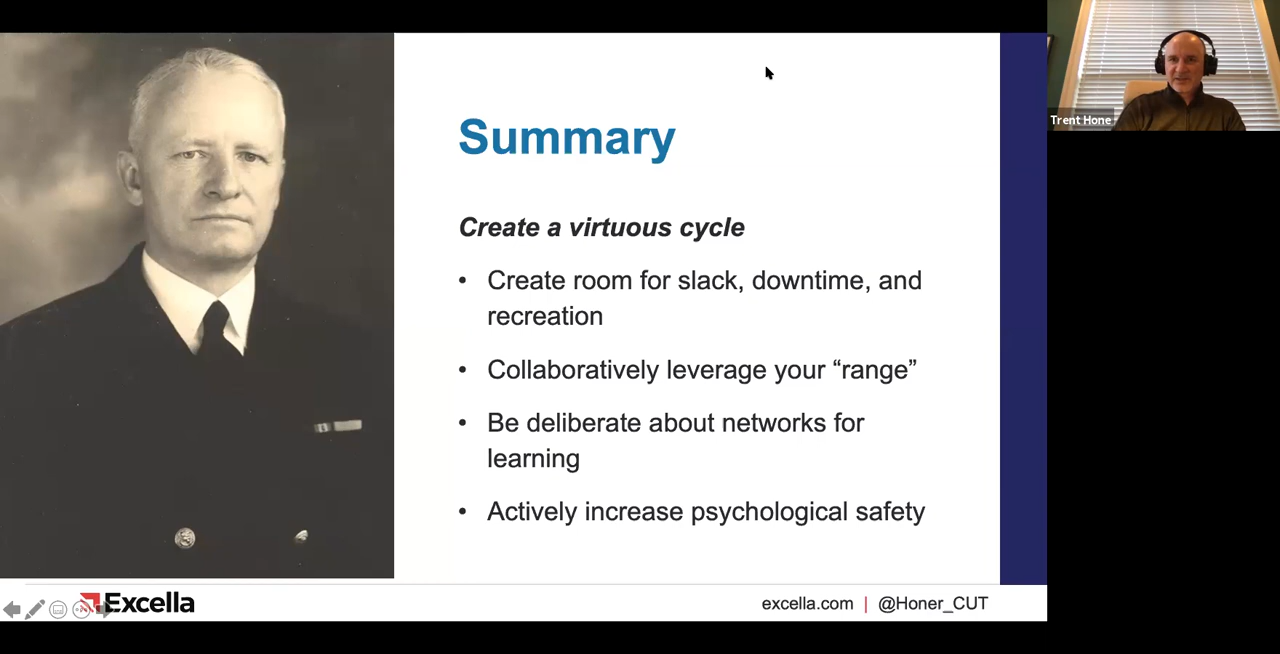 Summary
Create a virtuous cycle
• Create room for slack, downtime, and
recreation
• Collaboratively leverage your “range”
• Be deliberate about networks for
learning
• Actively increase psychological safety
Excella
excella.com | @Honer_CUT
Trent Hone